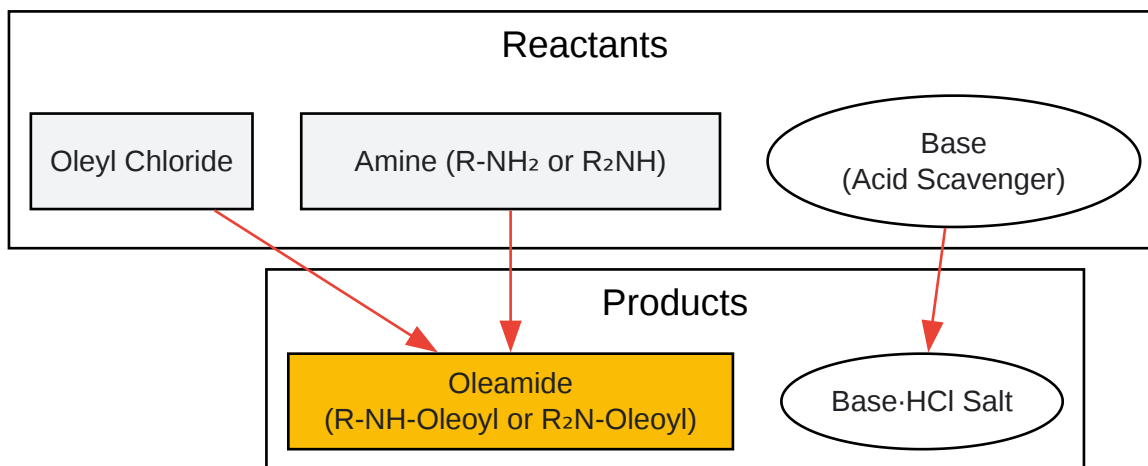 Reactants
Oleyl Chloride
Amine (R-NH₂ or R₂NH)
Base
(Acid Scavenger)
Products
Oleamide
(R-NH-Oleoyl or R₂N-Oleoyl)
Base·HCl Salt